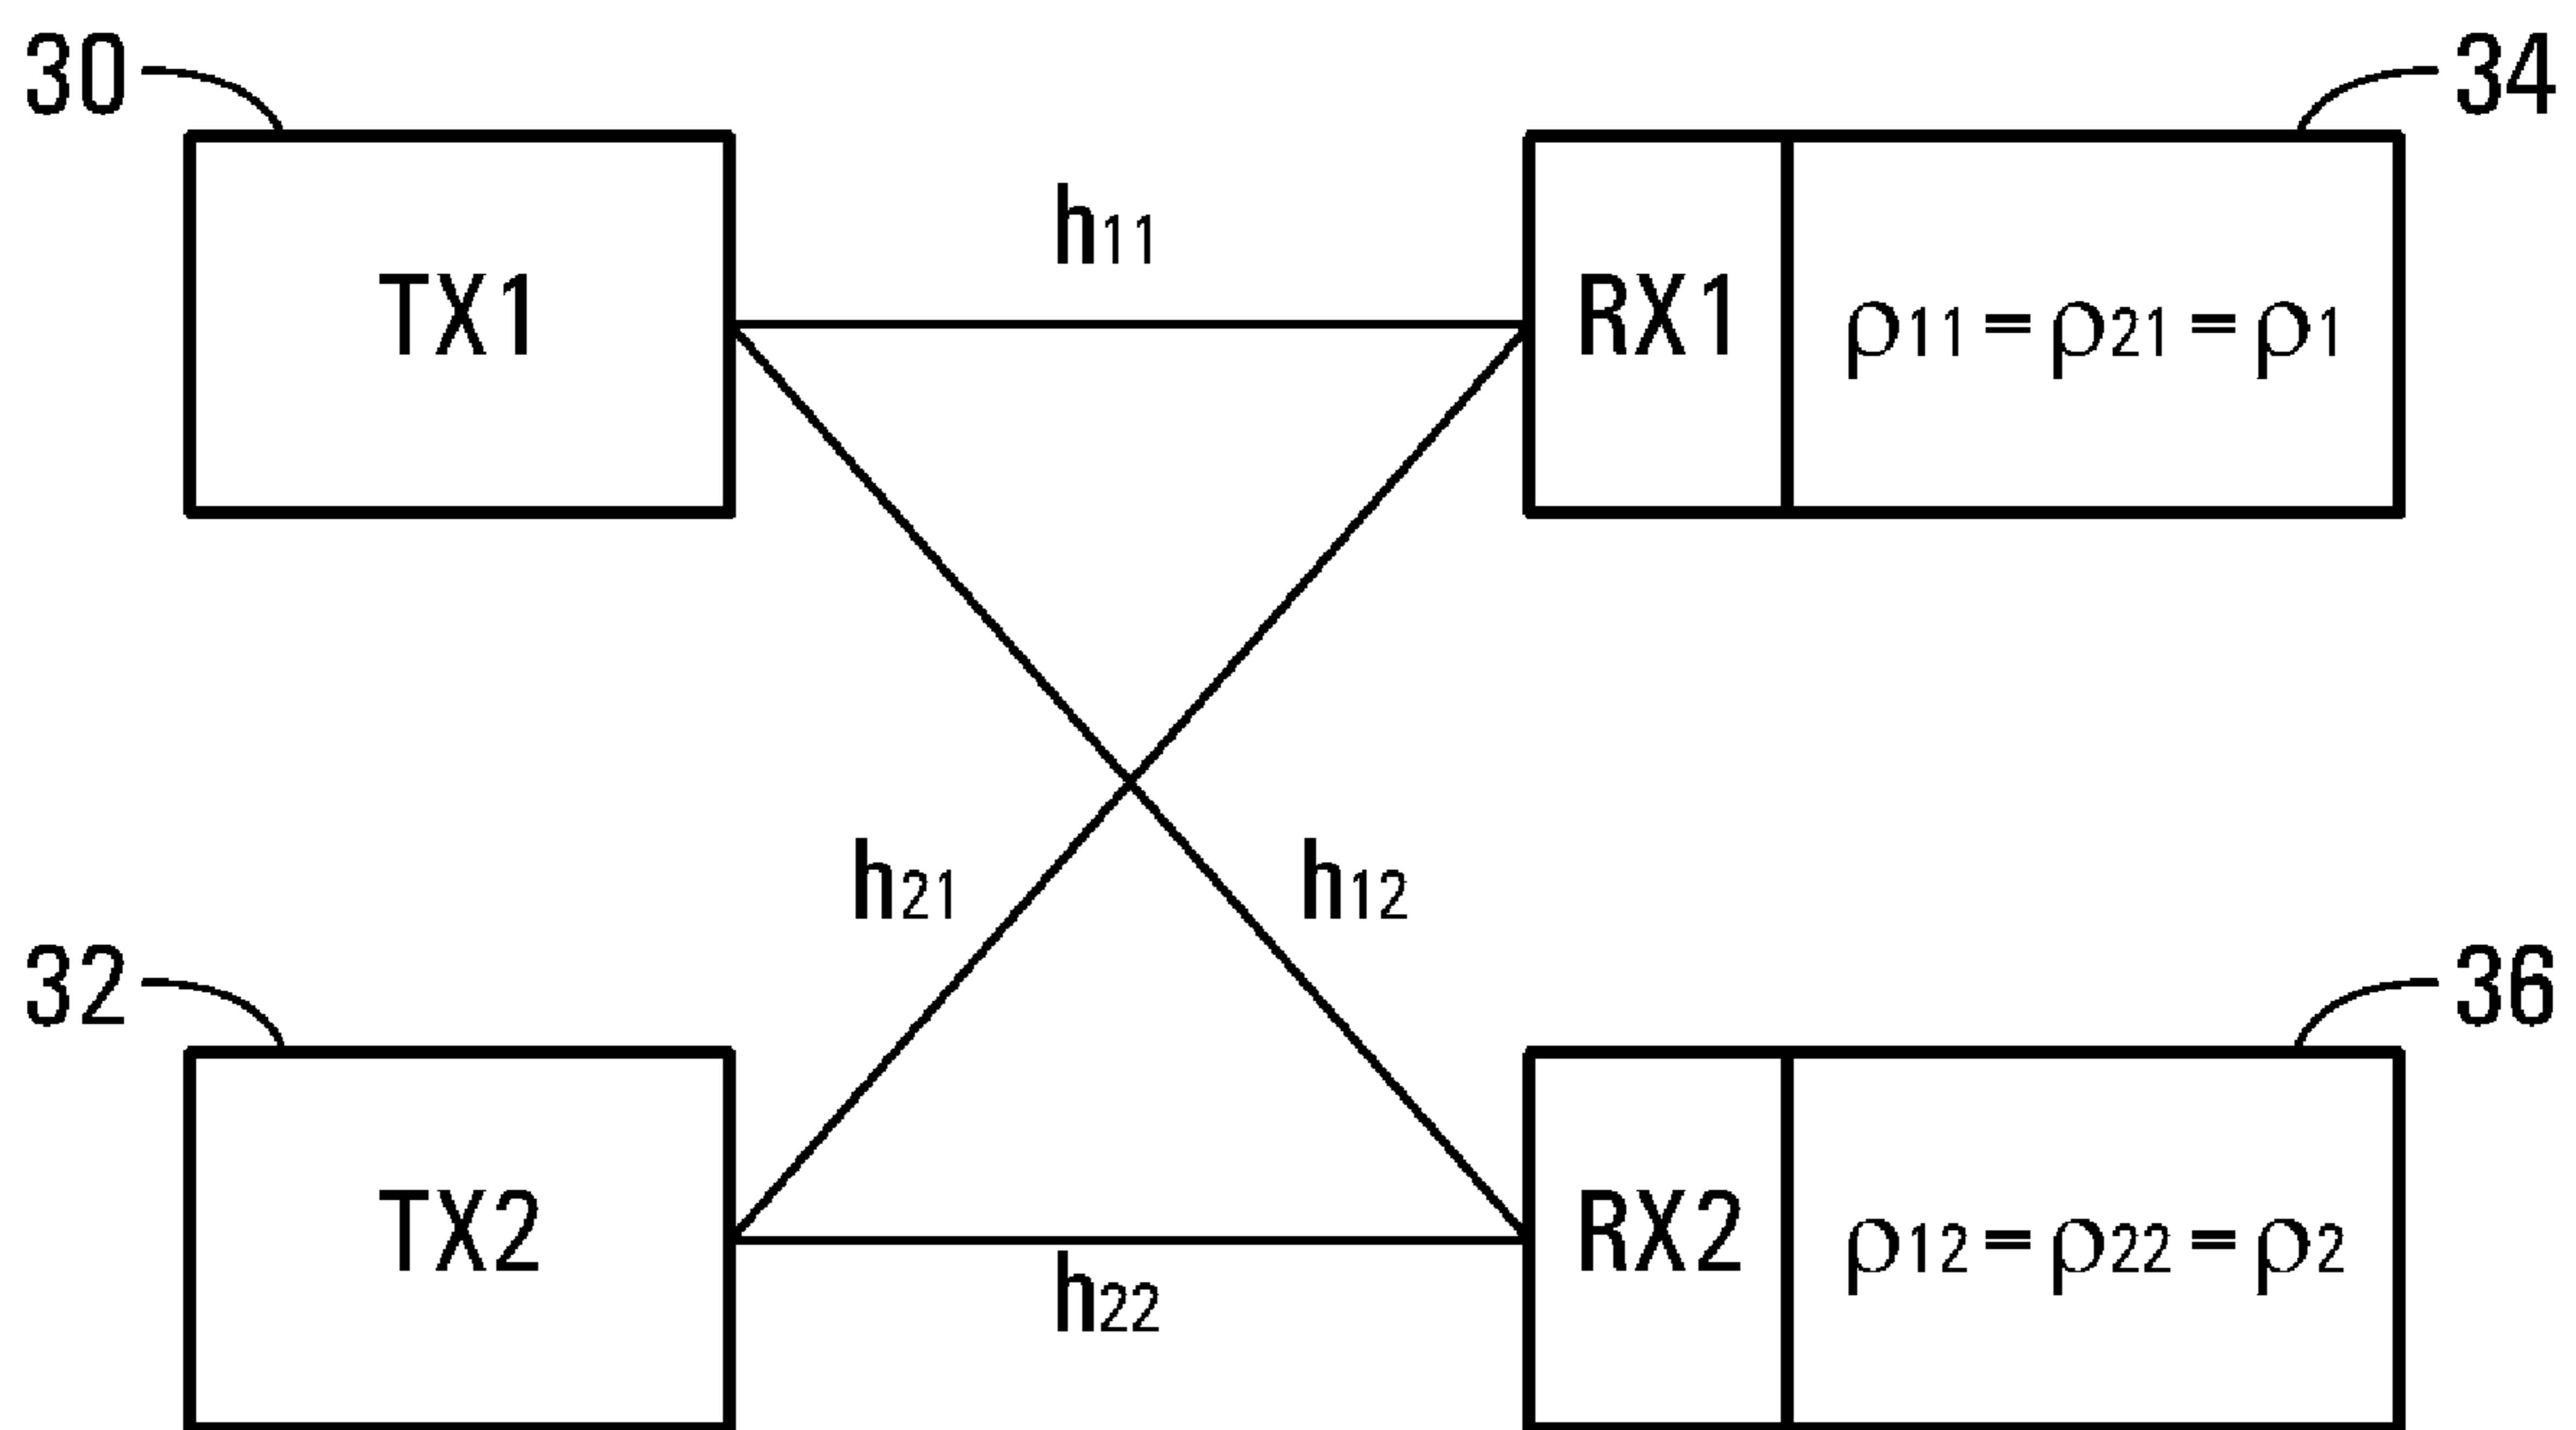 30
34
h11
TX1
RX1
ρ11 = ρ21 = ρ1
h21
h12
32
36
TX2
RX2
ρ12 = ρ22 = ρ2
h22